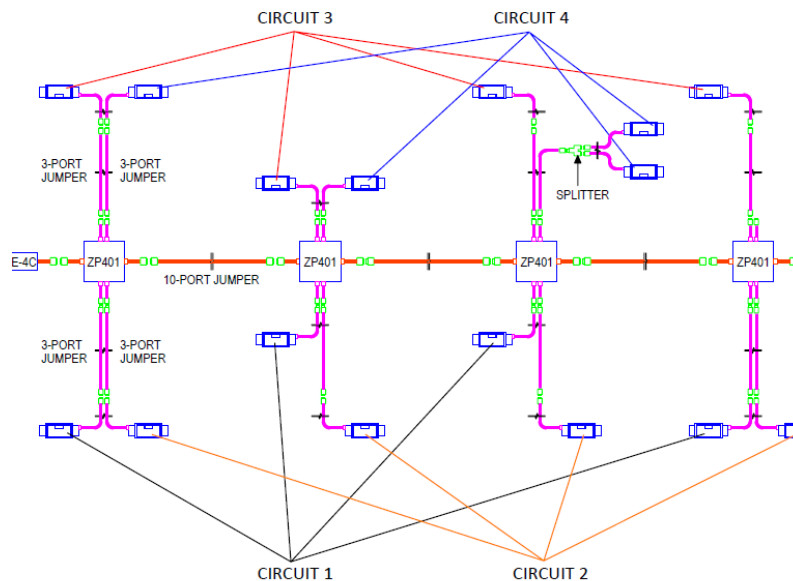 CIRCUIT 3
CIRCUIT 4
3-PORT
JUMPER
3-PORT
JUMPER
SPLITTER
E-4C
ZP401
ZP401
ZP401
ZP401
10-PORT JUMPER
3-PORT
JUMPER
3-PORT
JUMPER
CIRCUIT 1
CIRCUIT 2